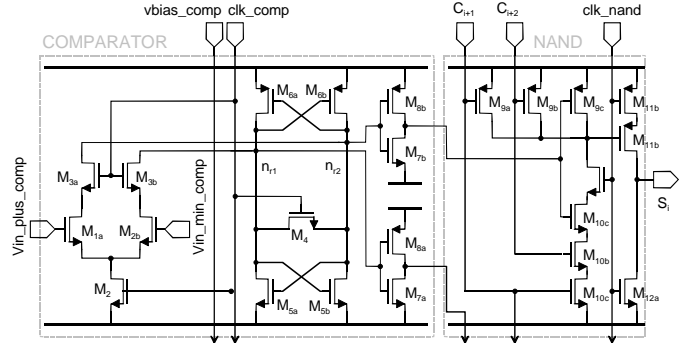 vbias_comp clk_comp C_{i+1} C_{i+2} clk_nand
COMPARATOR NAND
M_{6a} M_{6b} M_{8b} M_{9a} M_{9b} M_{9c} M_{11b}
M_{11b}
M_{7b}
n_{r1} n_{r2}
M_{3a} M_{3b}
S_i
Vin_plus_comp
Vin_min_comp
M_{1a} M_{2b} M_4 M_{10c}
M_{8a} M_{10b}
M_2 M_{5a} M_{5b} M_{7a} M_{10c} M_{12a}